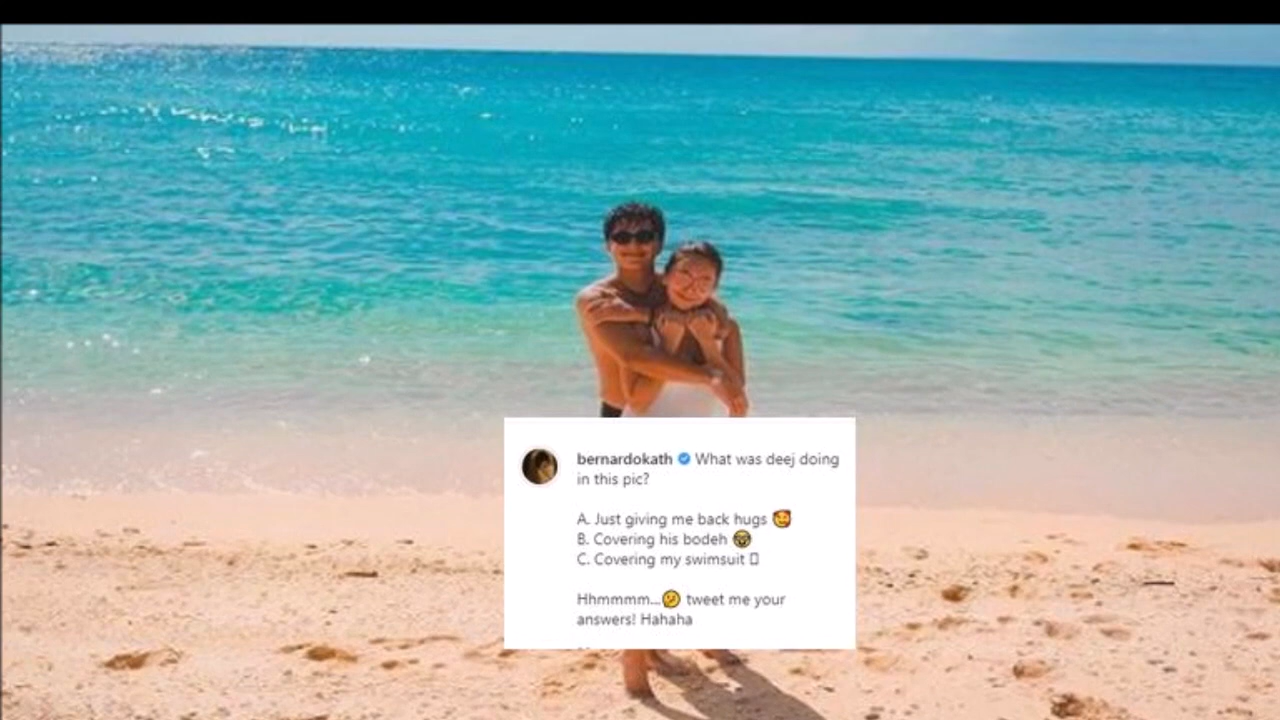 bernardokath What was deej doing
in this pic?
A. Just giving me back hugs 🥰
B. Covering his bodeh 🤓
C. Covering my swimsuit
Hhmmmm...🤔 tweet me your
answers! Hahaha